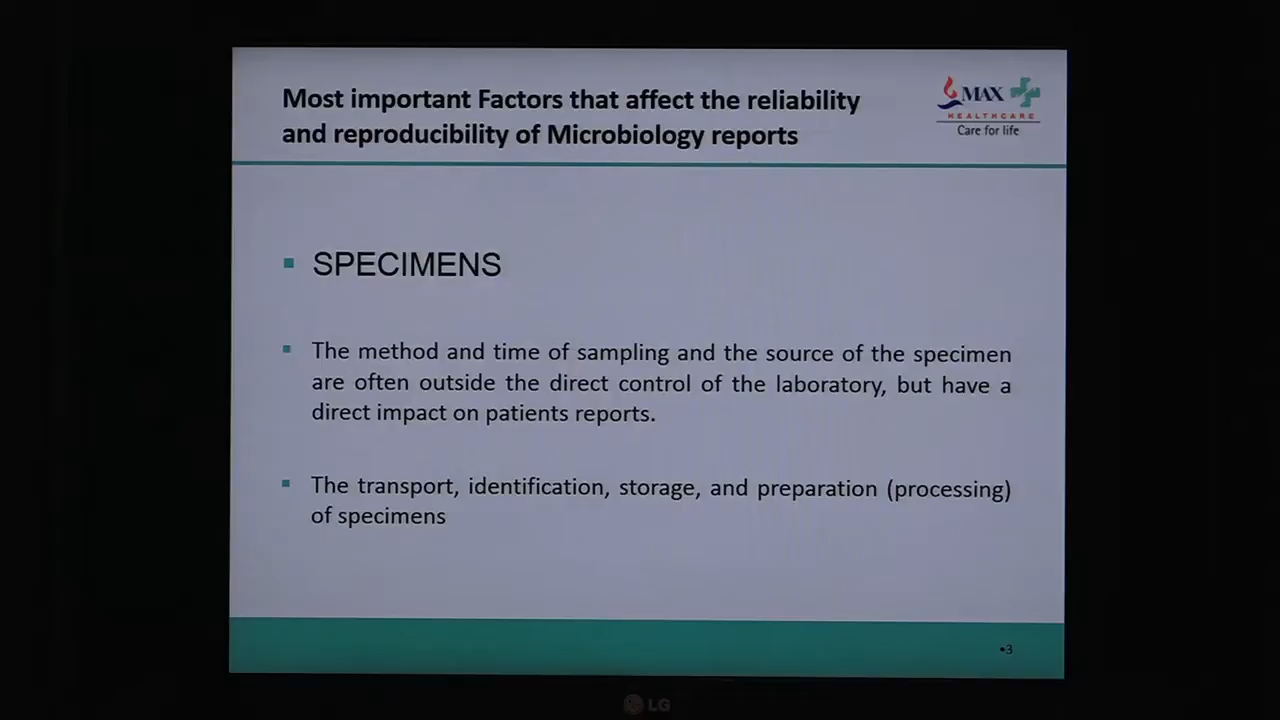 Most important Factors that affect the reliability
and reproducibility of Microbiology reports
MAX
HEALTHCARE
Care for life
▪ SPECIMENS
▪ The method and time of sampling and the source of the specimen
are often outside the direct control of the laboratory, but have a
direct impact on patients reports.
▪ The transport, identification, storage, and preparation (processing)
of specimens
•3
LG